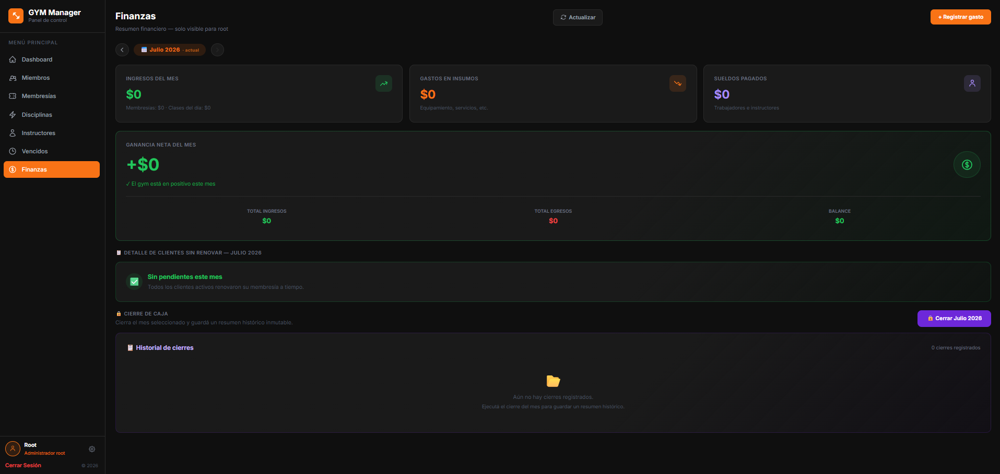 GYM Manager
Panel de control
MENÚ PRINCIPAL
Dashboard
Miembros
Membresías
Disciplinas
Instructores
Vencidos
Finanzas
Root
Administrador root
Cerrar Sesión
© 2026
Finanzas
Resumen financiero — solo visible para root
Actualizar
+ Registrar gasto
Julio 2026 · actual
INGRESOS DEL MES
$0
Membresías: $0 · Clases del día: $0
GASTOS EN INSUMOS
$0
Equipamiento, servicios, etc.
SUELDOS PAGADOS
$0
Trabajadores e instructores
GANANCIA NETA DEL MES
+$0
✓ El gym está en positivo este mes
TOTAL INGRESOS
$0
TOTAL EGRESOS
$0
BALANCE
$0
DETALLE DE CLIENTES SIN RENOVAR — JULIO 2026
Sin pendientes este mes
Todos los clientes activos renovaron su membresía a tiempo.
CIERRE DE CAJA
Cierra el mes seleccionado y guardá un resumen histórico inmutable.
Cerrar Julio 2026
Historial de cierres
0 cierres registrados
Aún no hay cierres registrados.
Ejecutá el cierre del mes para guardar un resumen histórico.